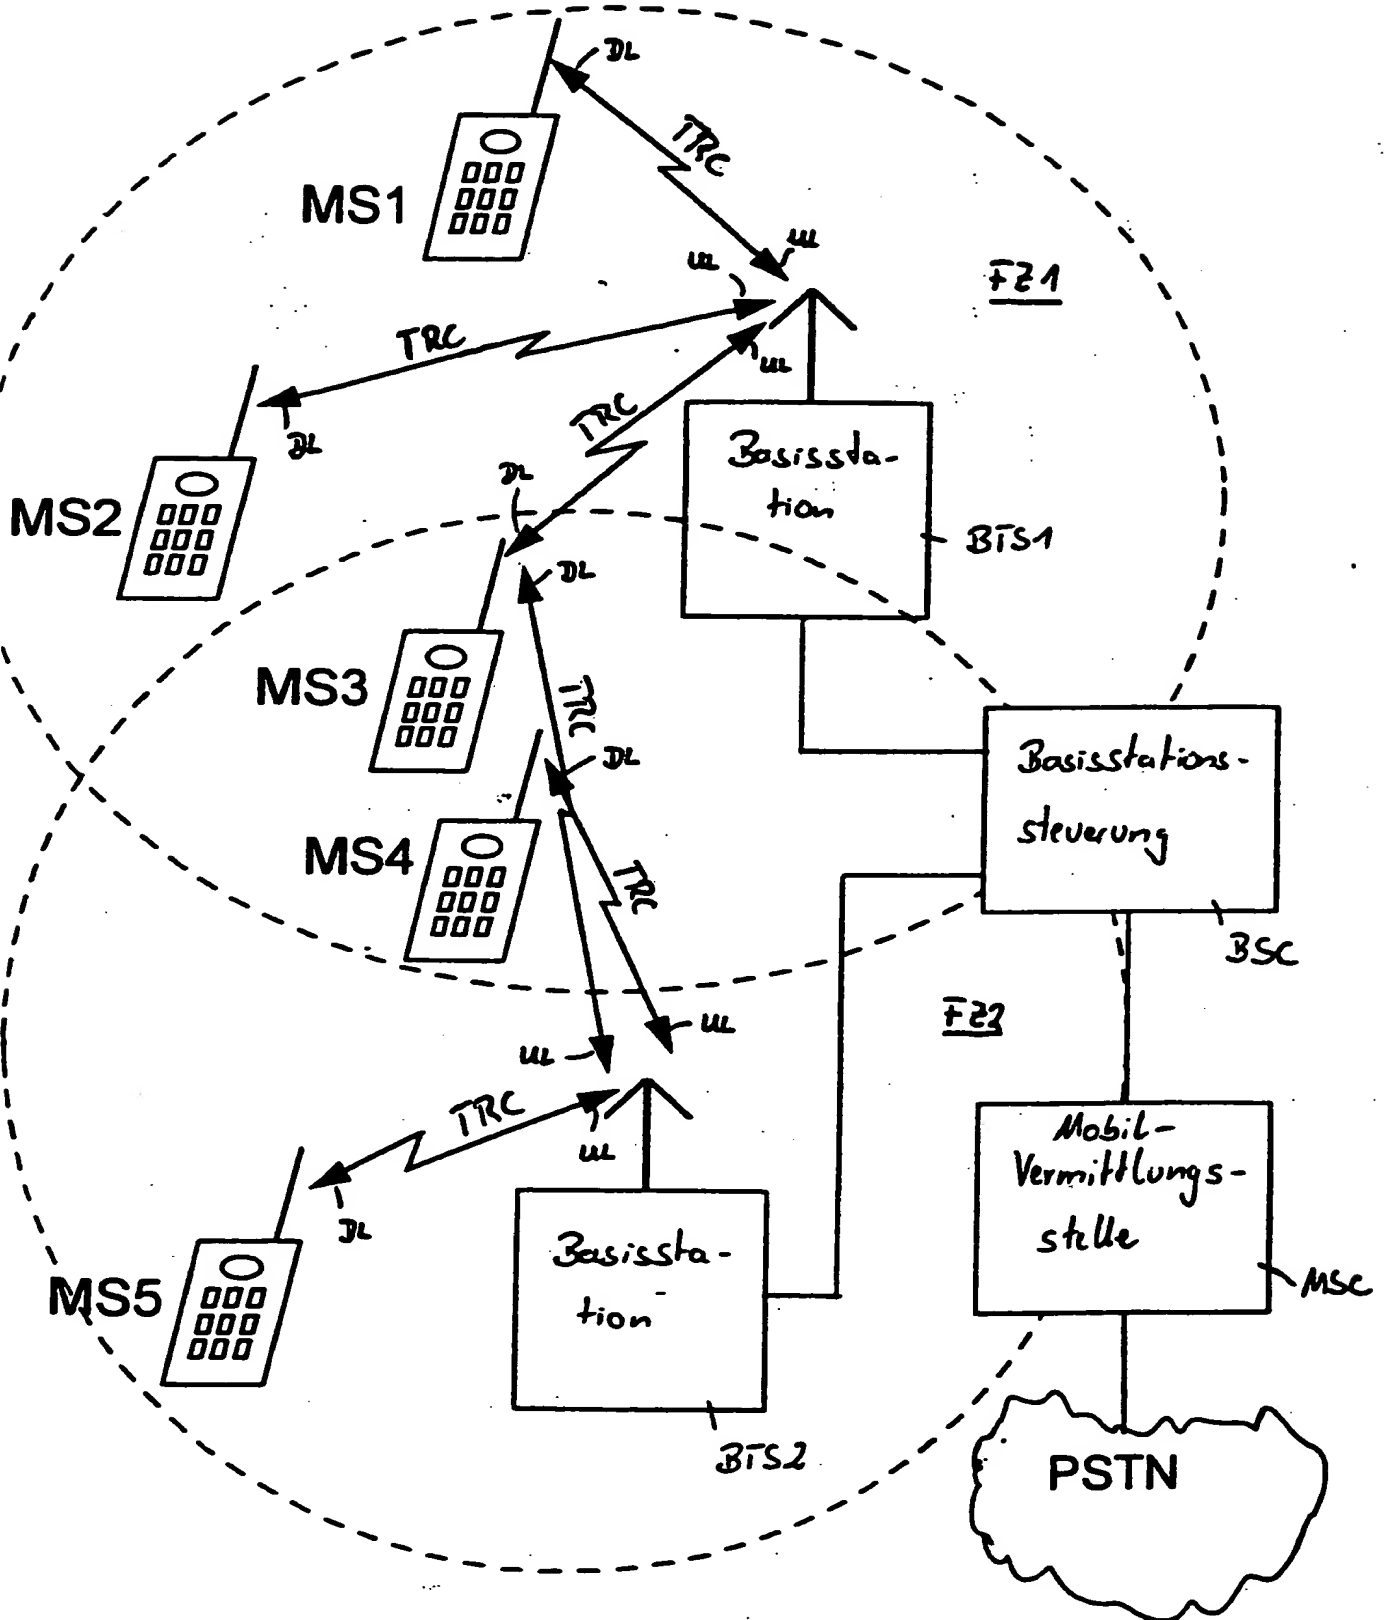 DL
TRC
MS1
UL
UL
FZ1
TRC
UL
DL
TRC
Basissta-
tion
DL
MS2
BTS1
DL
MS3
TRC
Basisstations-
steuerung
DL
MS4
TRC
BSC
FZ2
UL
UL
TRC
UL
Mobil-
Vermittlungs-
stelle
DL
Basissta-
tion
MSC
MS5
BTS2
PSTN